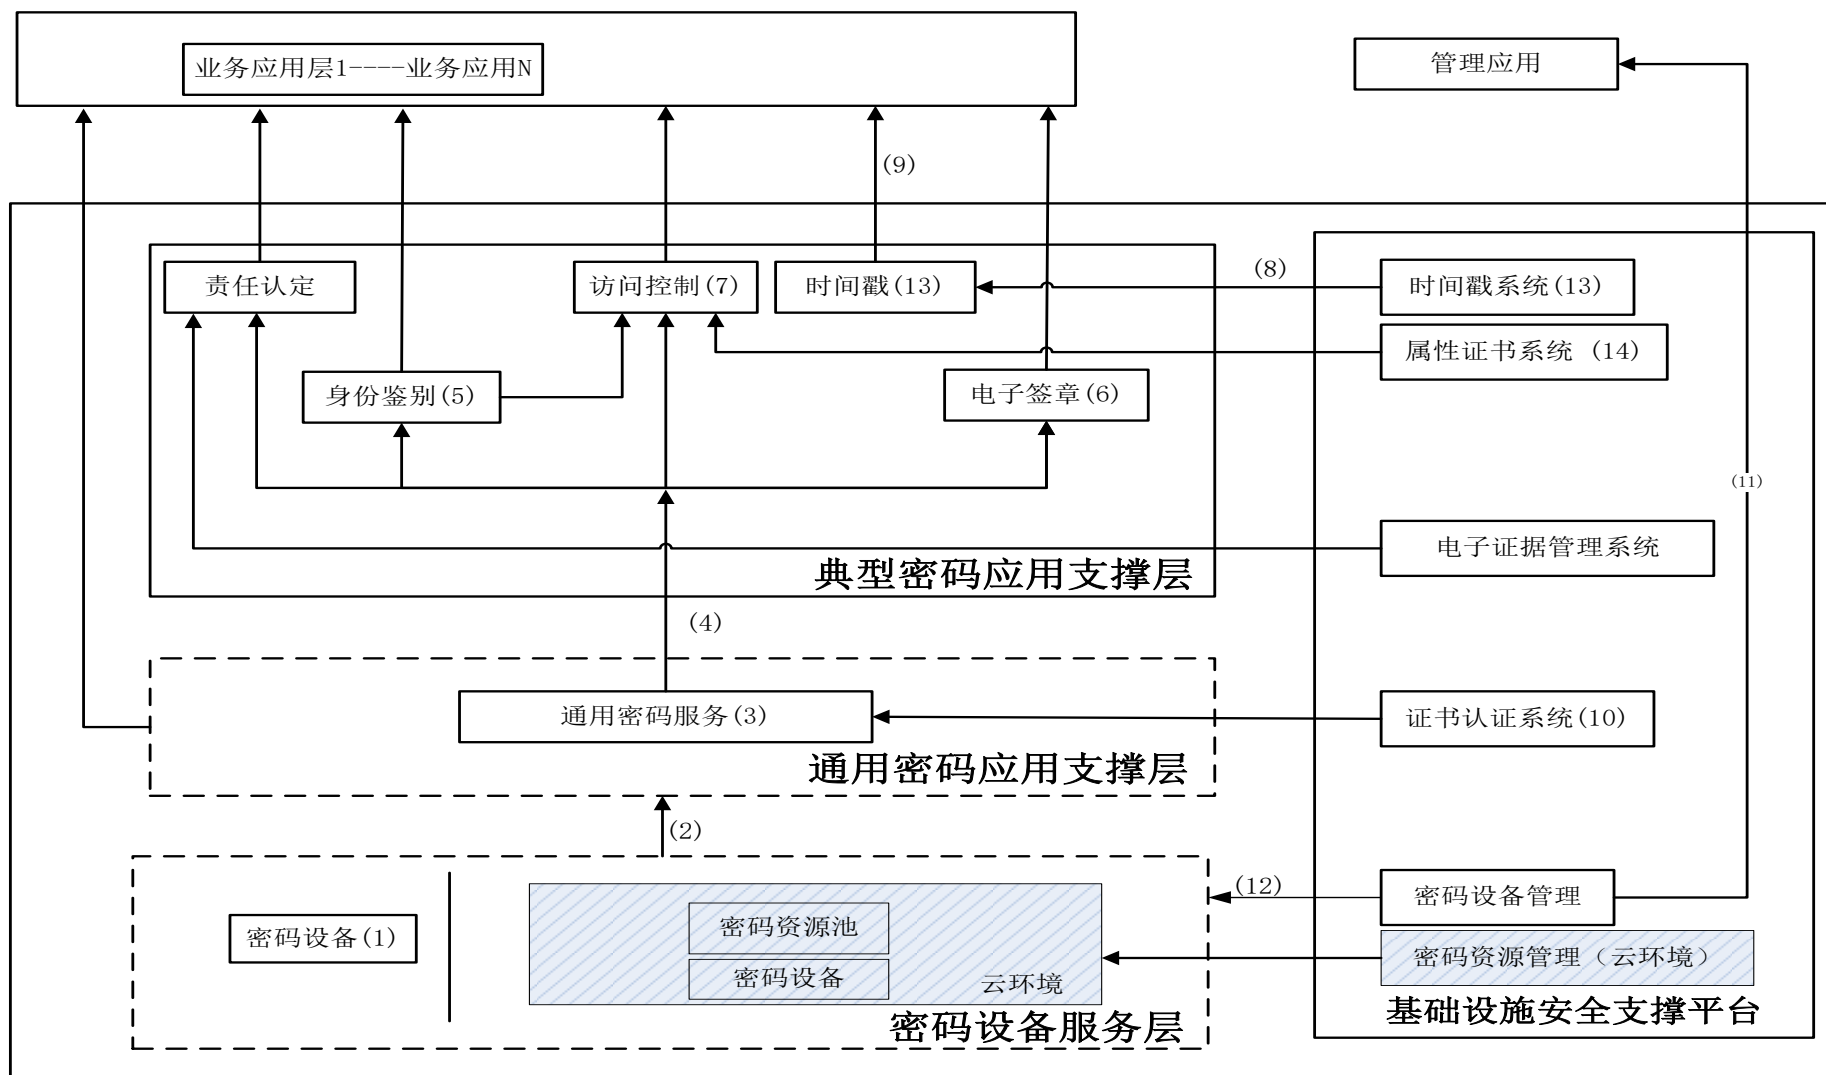 业务应用层1----业务应用N
管理应用
(9)
责任认定
访问控制(7)
时间戳(13)
(8)
时间戳系统(13)
属性证书系统 (14)
身份鉴别(5)
电子签章(6)
(11)
电子证据管理系统
典型密码应用支撑层
(4)
通用密码服务(3)
证书认证系统(10)
通用密码应用支撑层
(2)
(12)
密码设备管理
密码设备(1)
密码资源池
密码资源管理（云环境）
密码设备
云环境
基础设施安全支撑平台
密码设备服务层